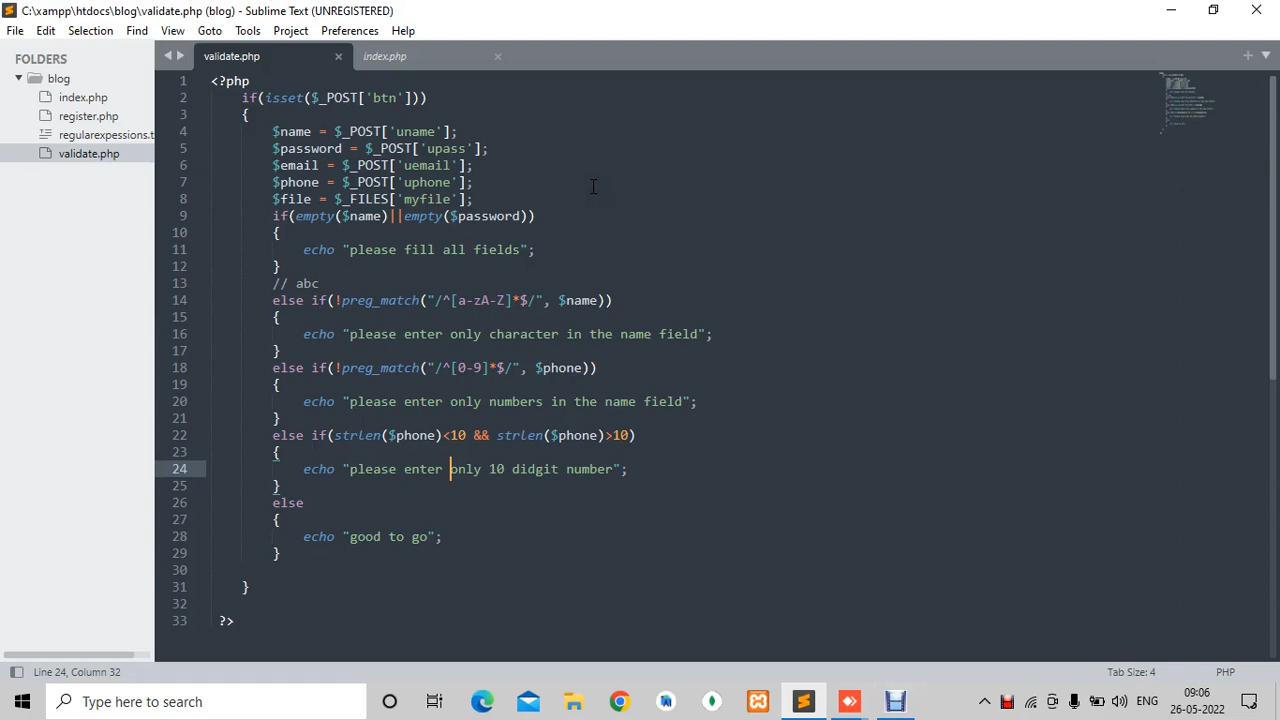 C:\xampp\htdocs\blog\validate.php (blog) - Sublime Text (UNREGISTERED)
File Edit Selection Find View Goto Tools Project Preferences Help
FOLDERS
blog
index.php
register.php
regularexpessions.t
validate.php
validate.php index.php
1 <?php
2 if(isset($_POST['btn']))
3 {
4 $name = $_POST['uname'];
5 $password = $_POST['upass'];
6 $email = $_POST['uemail'];
7 $phone = $_POST['uphone'];
8 $file = $_FILES['myfile'];
9 if(empty($name)||empty($password))
10 {
11 echo "please fill all fields";
12 }
13 // abc
14 else if(!preg_match("/^[a-zA-Z]*$/", $name))
15 {
16 echo "please enter only character in the name field";
17 }
18 else if(!preg_match("/^[0-9]*$/", $phone))
19 {
20 echo "please enter only numbers in the name field";
21 }
22 else if(strlen($phone)<10 && strlen($phone)>10)
23 {
24 echo "please enter only 10 didgit number";
25 }
26 else
27 {
28 echo "good to go";
29 }
30
31 }
32
33 ?>
Line 24, Column 32 Tab Size: 4 PHP
Type here to search
ENG
09:06
26-05-2022